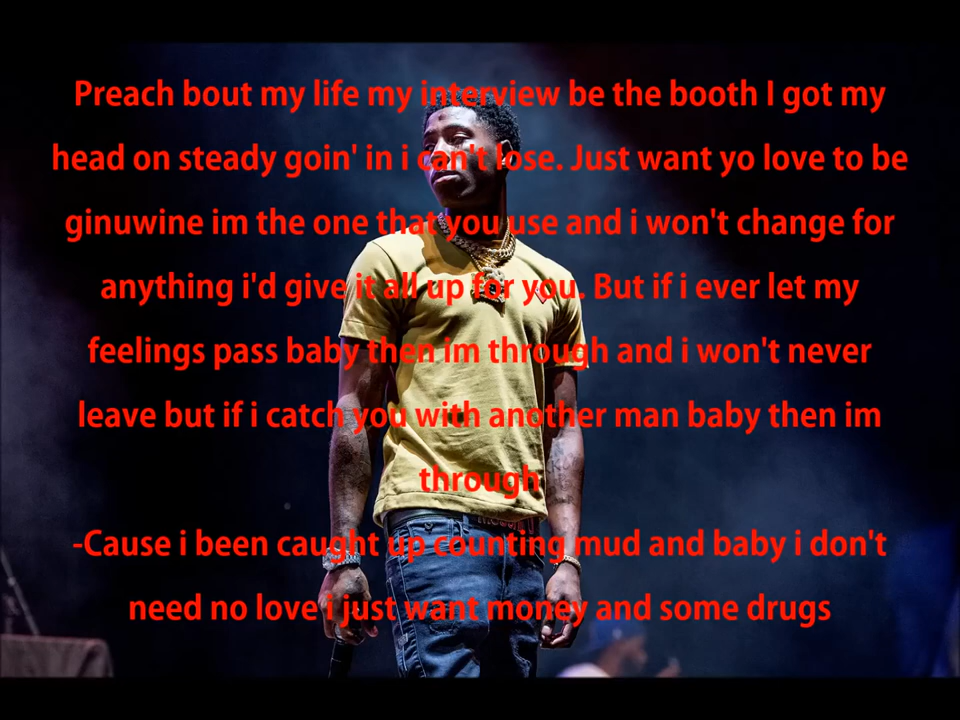 Preach bout my life my interview be the booth I got my
head on steady goin' in i can't lose. Just want yo love to be
ginuwine im the one that you use and i won't change for
anything i'd give it all up for you. But if i ever let my
feelings pass baby then im through and i won't never
leave but if i catch you with another man baby then im
through
-Cause i been caught up counting mud and baby i don't
need no love i just want money and some drugs